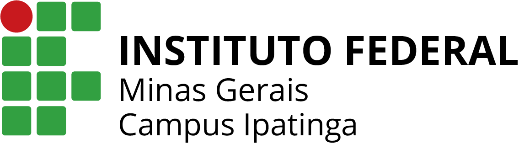 INSTITUTO FEDERAL
Minas Gerais
Campus Ipatinga